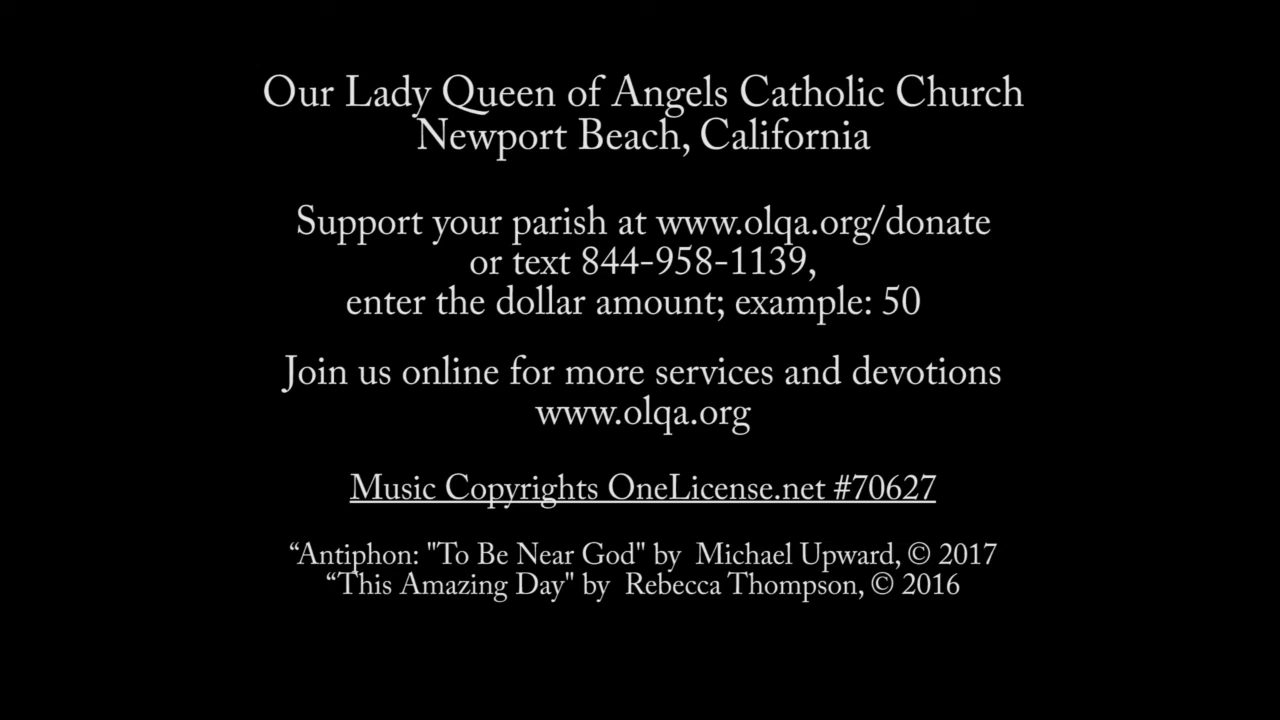 Our Lady Queen of Angels Catholic Church
Newport Beach, California
Support your parish at www.olqa.org/donate
or text 844-958-1139,
enter the dollar amount; example: 50
Join us online for more services and devotions
www.olqa.org
Music Copyrights OneLicense.net #70627
“Antiphon: "To Be Near God" by  Michael Upward, © 2017
“This Amazing Day" by  Rebecca Thompson, © 2016